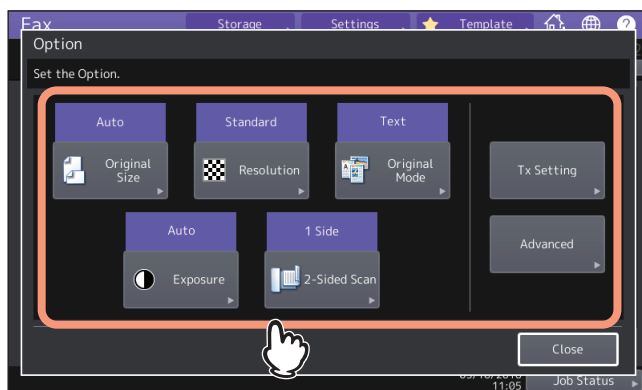 Fax
Storage
Settings
Template
Option
Set the Option.
Auto
Standard
Text
Original
Size
Resolution
Original
Mode
Tx Setting
Auto
1 Side
Exposure
2-Sided Scan
Advanced
Close
11:05
Job Status